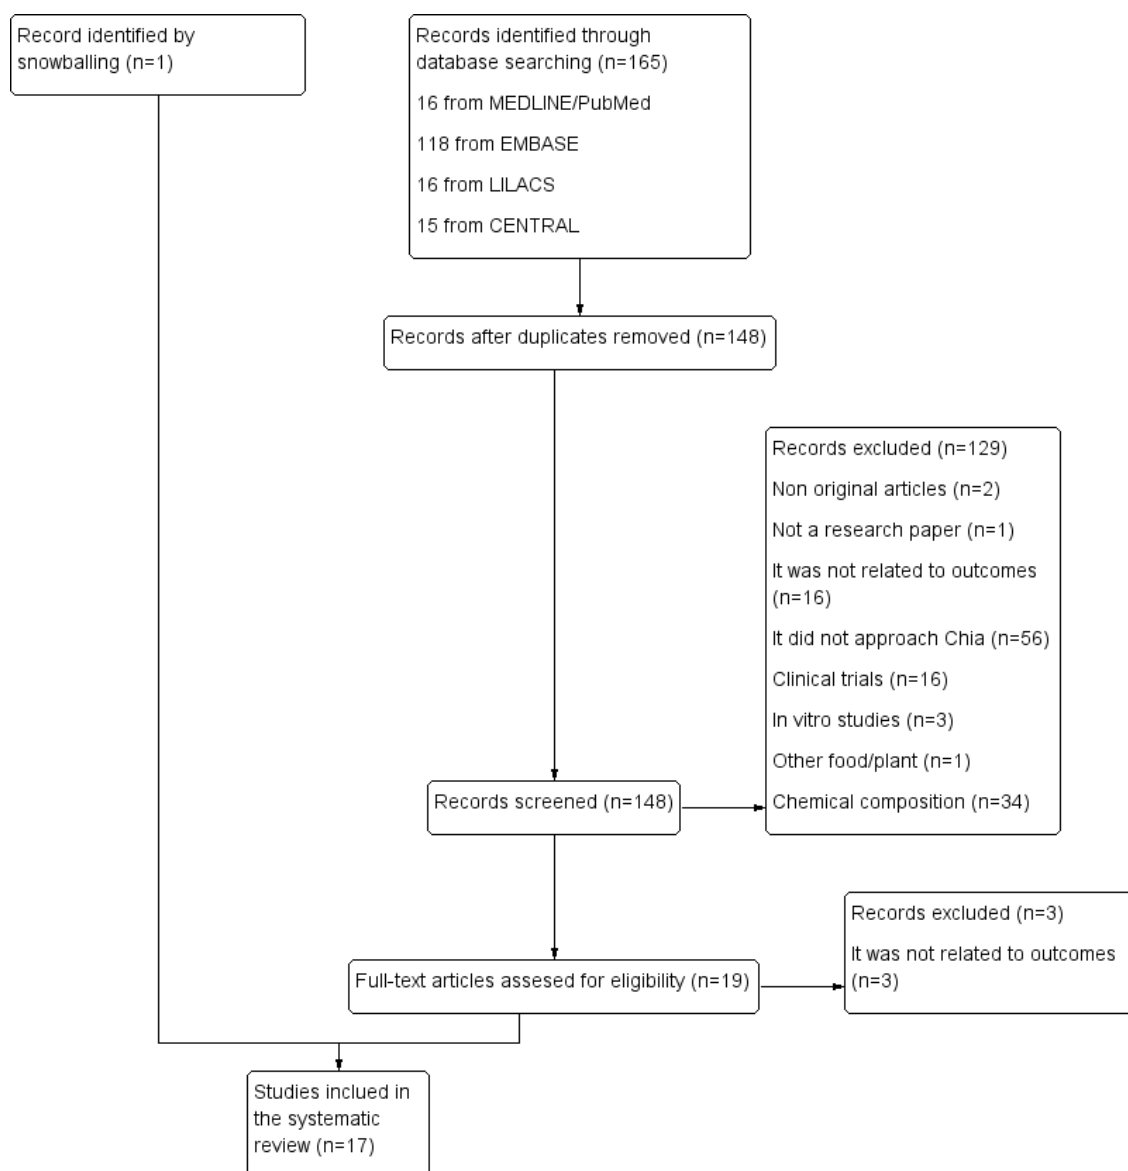 Record identified by
snowballing (n=1)
Records identified through
database searching (n=165)
16 from MEDLINE/PubMed
118 from EMBASE
16 from LILACS
15 from CENTRAL
Records after duplicates removed (n=148)
Records excluded (n=129)
Non original articles (n=2)
Not a research paper (n=1)
It was not related to outcomes
(n=16)
It did not approach Chia (n=56)
Clinical trials (n=16)
In vitro studies (n=3)
Other food/plant (n=1)
Chemical composition (n=34)
Records screened (n=148)
Records excluded (n=3)
It was not related to outcomes
(n=3)
Full-text articles assesed for eligibility (n=19)
Studies inclued in
the systematic
review (n=17)